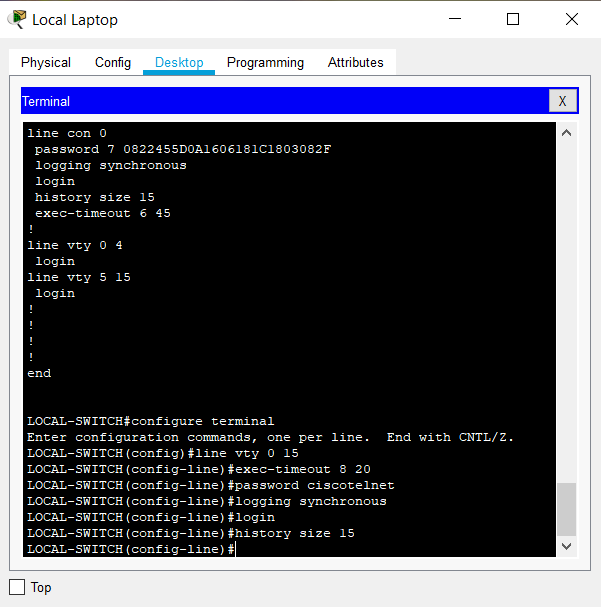 Local Laptop
Physical Config Desktop Programming Attributes
Terminal X
line con 0
 password 7 0822455D0A1606181C1803082F
 logging synchronous
 login
 history size 15
 exec-timeout 6 45
!
line vty 0 4
 login
line vty 5 15
 login
!
!
!
!
end
LOCAL-SWITCH#configure terminal
Enter configuration commands, one per line.  End with CNTL/Z.
LOCAL-SWITCH(config)#line vty 0 15
LOCAL-SWITCH(config-line)#exec-timeout 8 20
LOCAL-SWITCH(config-line)#password ciscotelnet
LOCAL-SWITCH(config-line)#logging synchronous
LOCAL-SWITCH(config-line)#login
LOCAL-SWITCH(config-line)#history size 15
LOCAL-SWITCH(config-line)#
Top